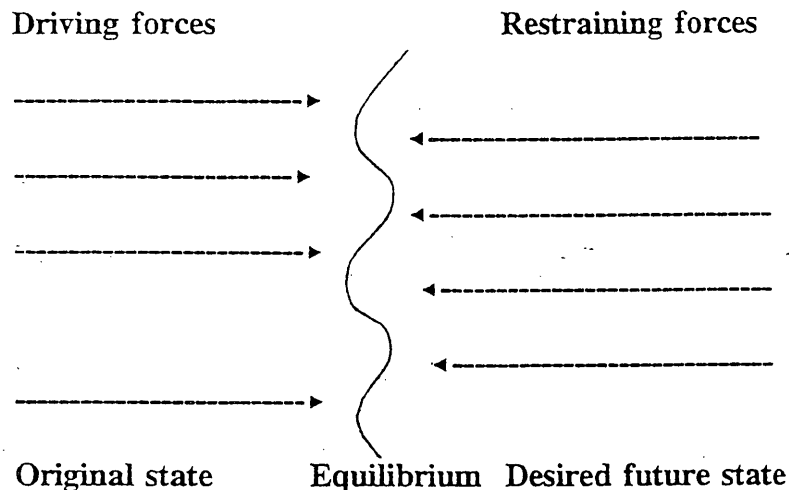 Driving forces Restraining forces
Original state Equilibrium Desired future state